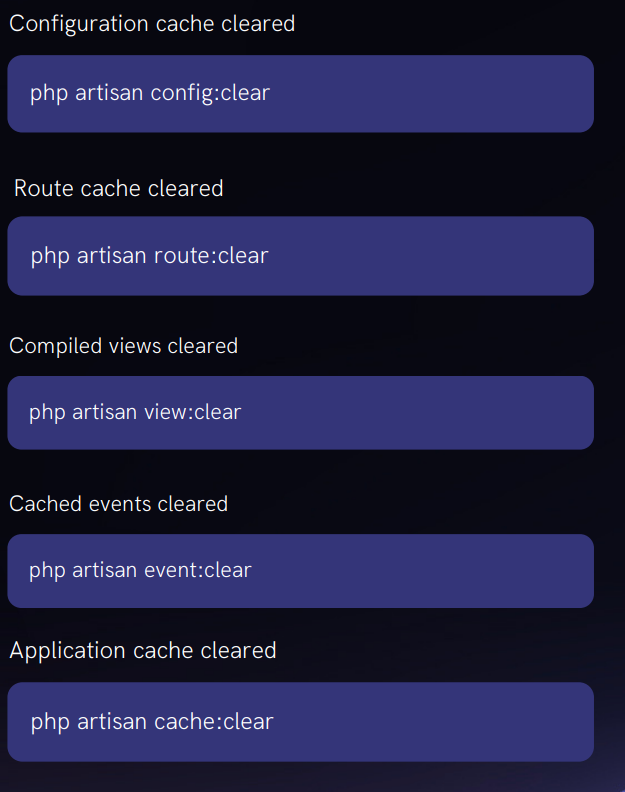 Configuration cache cleared
php artisan config:clear
Route cache cleared
php artisan route:clear
Compiled views cleared
php artisan view:clear
Cached events cleared
php artisan event:clear
Application cache cleared
php artisan cache:clear